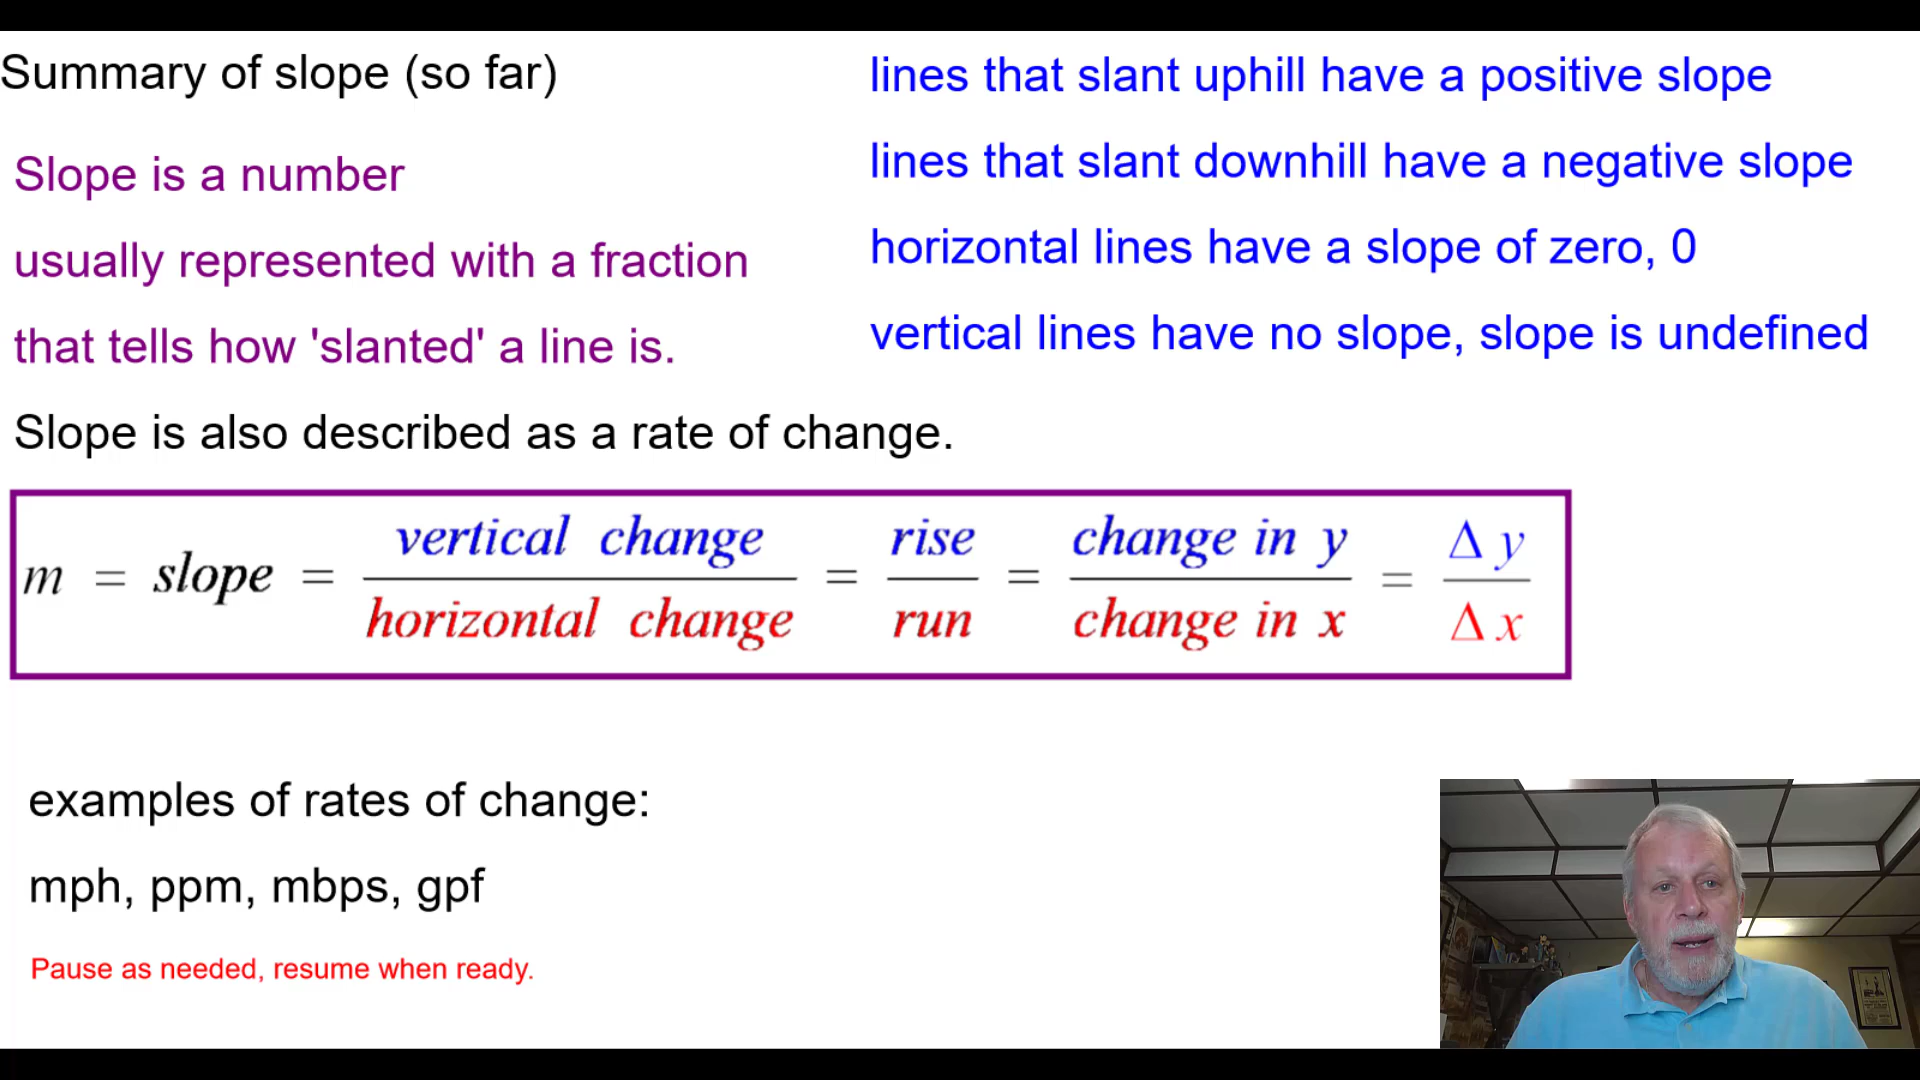 Summary of slope (so far)
Slope is a number
usually represented with a fraction
that tells how 'slanted' a line is.
lines that slant uphill have a positive slope
lines that slant downhill have a negative slope
horizontal lines have a slope of zero, 0
vertical lines have no slope, slope is undefined
Slope is also described as a rate of change.
m = slope = vertical change / horizontal change = rise / run = change in y / change in x = Δ y / Δ x
examples of rates of change:
mph, ppm, mbps, gpf
Pause as needed, resume when ready.